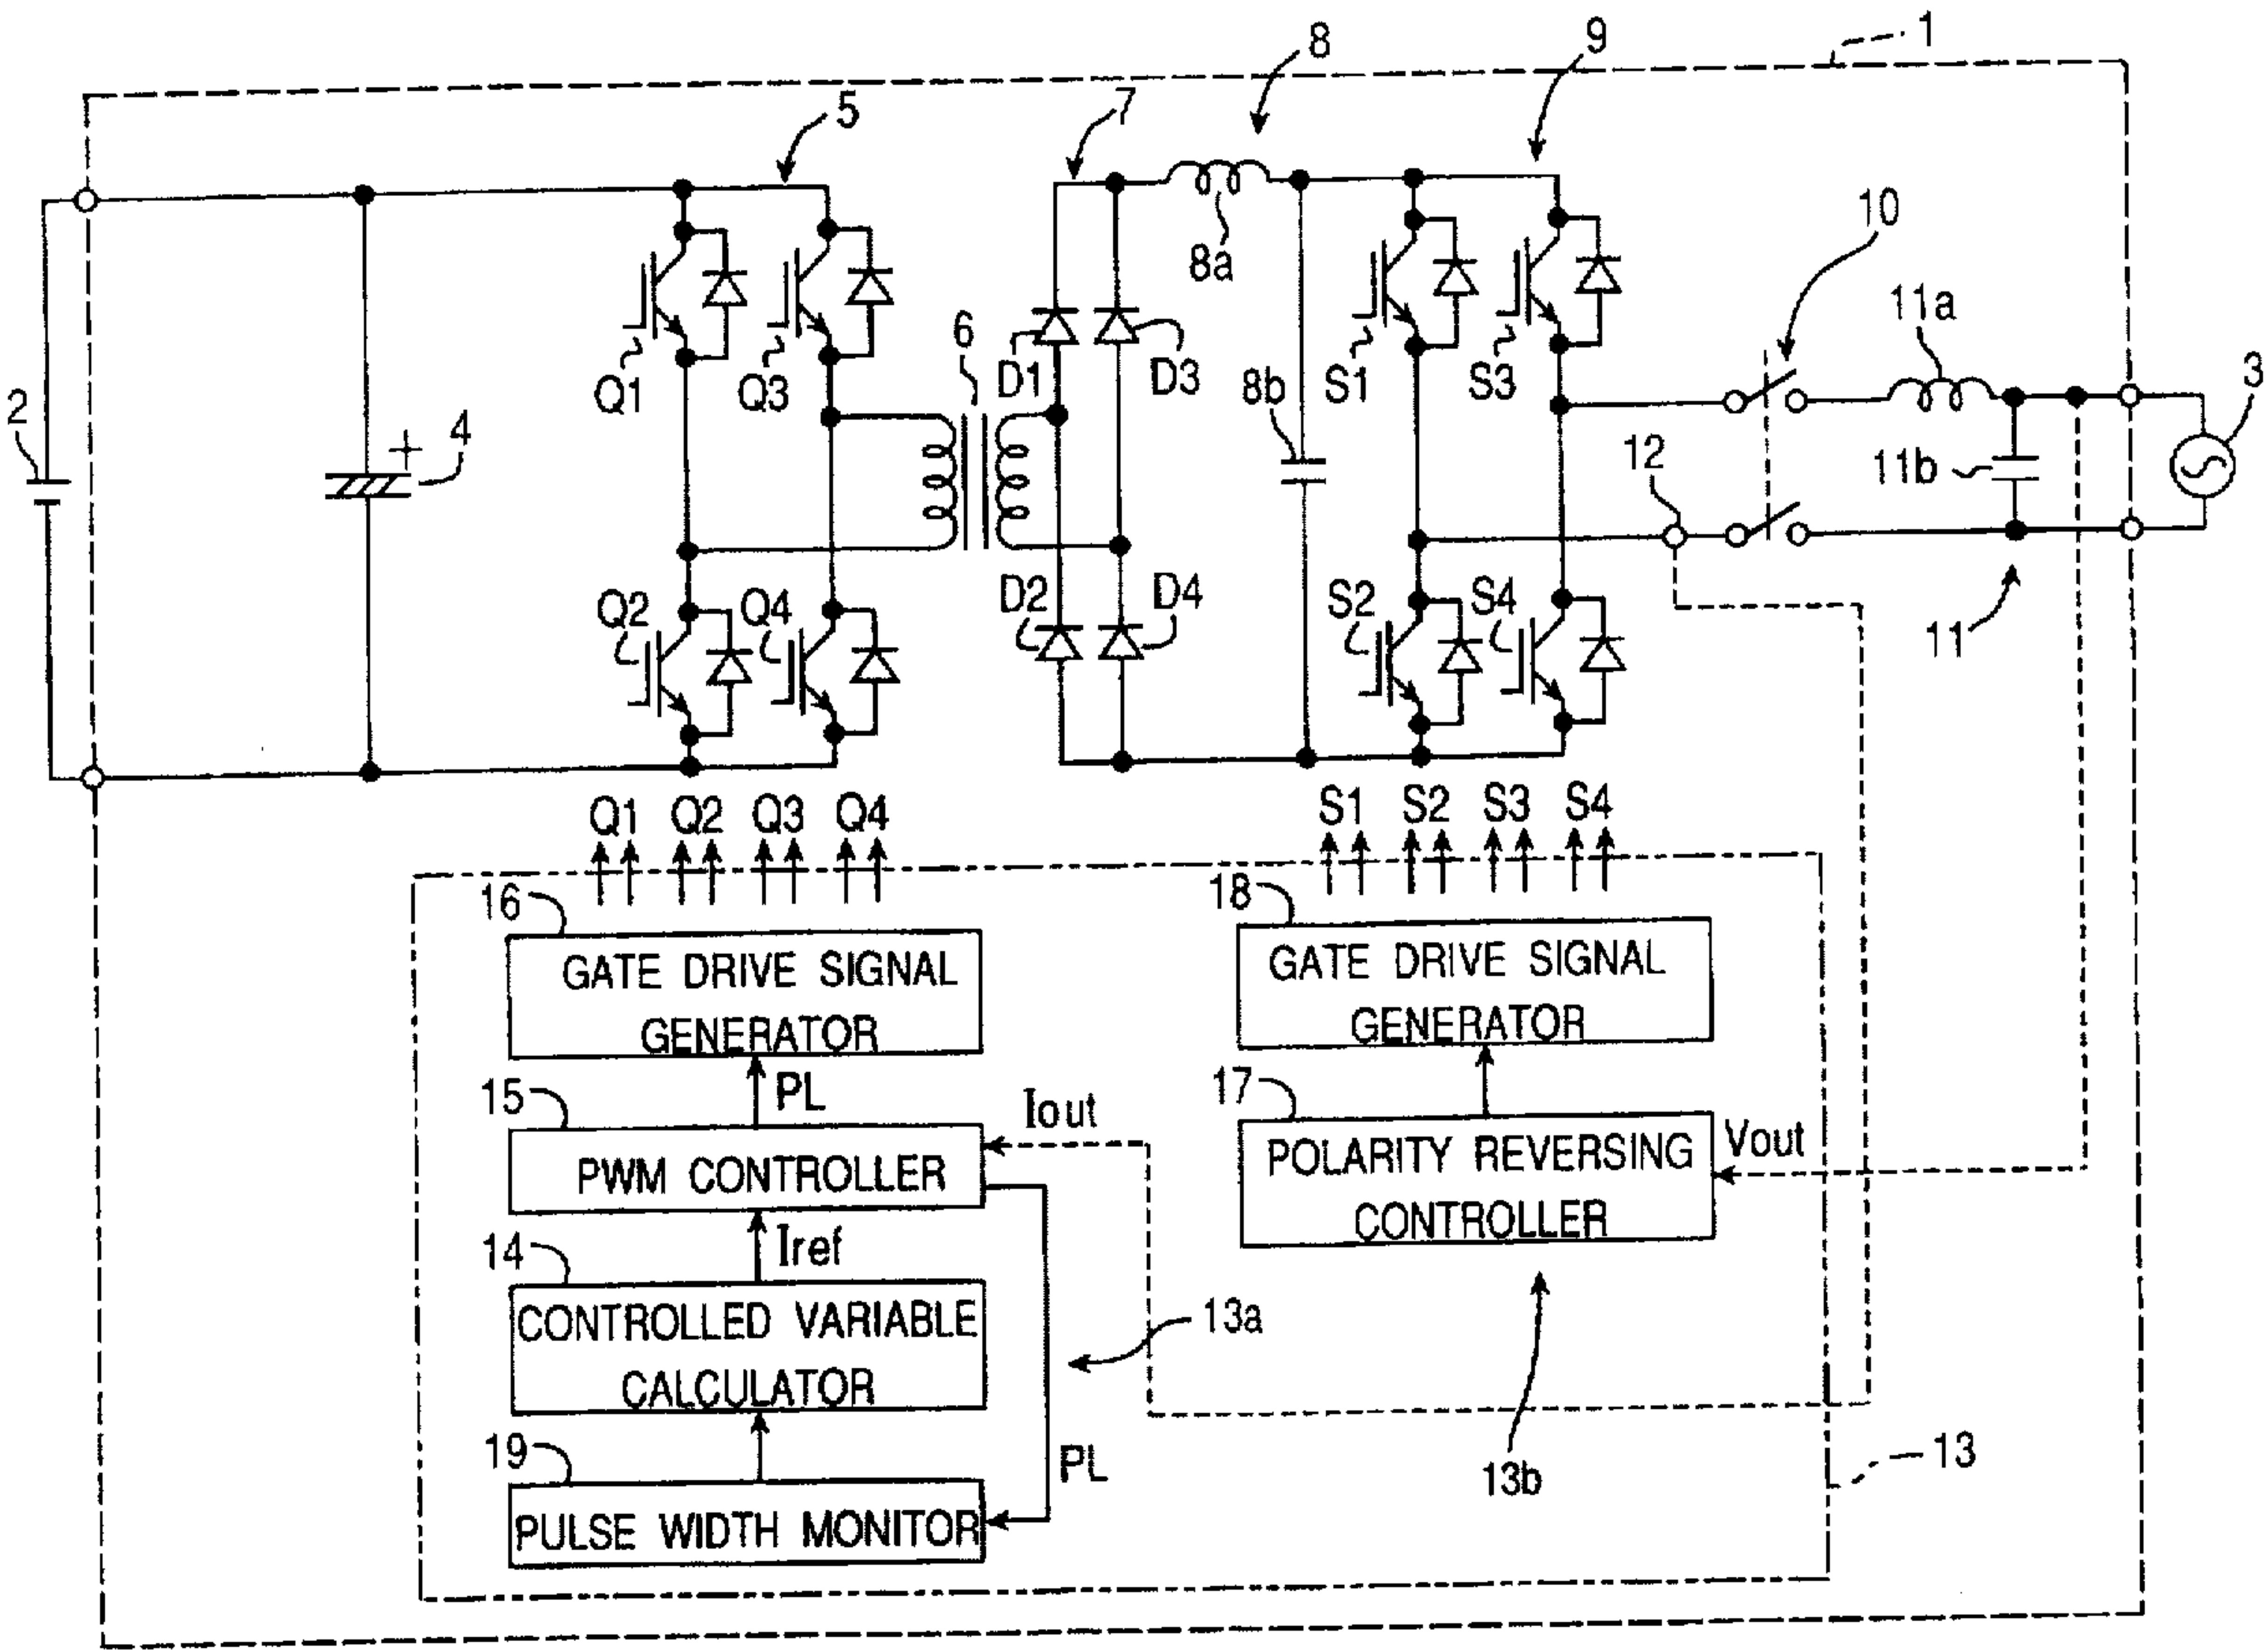 1
8
9
5
7
10
8a
11a
6
D1
D3
S1
S3
3
Q1
Q3
2
4
8b
12
11b
Q2
Q4
D2
D4
S2
S4
11
Q1 Q2 Q3 Q4
S1 S2 S3 S4
16
GATE DRIVE SIGNAL
GENERATOR
18
GATE DRIVE SIGNAL
GENERATOR
PL
15
Iout
PWM CONTROLLER
17
Vout
POLARITY REVERSING
CONTROLLER
Iref
14
CONTROLLED VARIABLE
CALCULATOR
13a
19
PL
PULSE WIDTH MONITOR
13b
13